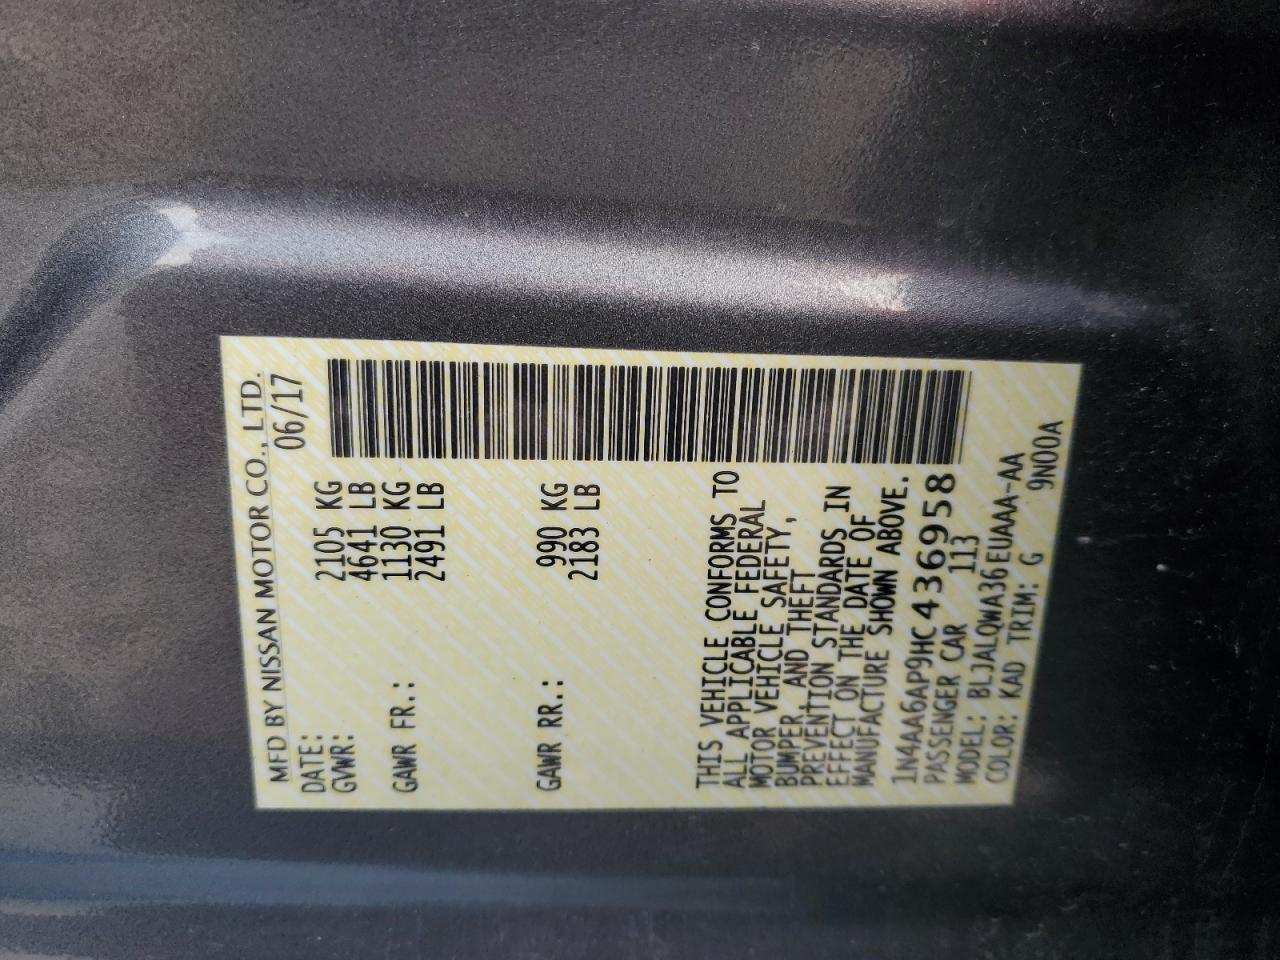 MFD BY NISSAN MOTOR CO., LTD.
DATE: 06/17
GVWR: 2105 KG
4641 LB
GAWR FR.: 1130 KG
2491 LB
GAWR RR.: 990 KG
2183 LB
THIS VEHICLE CONFORMS TO
ALL APPLICABLE FEDERAL
MOTOR VEHICLE SAFETY,
BUMPER, AND THEFT
PREVENTION STANDARDS IN
EFFECT ON THE DATE OF
MANUFACTURE SHOWN ABOVE.
1N4AA6AP9HC436958
PASSENGER CAR 113
MODEL: BLJALQWA36EUAAA-AA
COLOR: KAD TRIM: G 9N00A